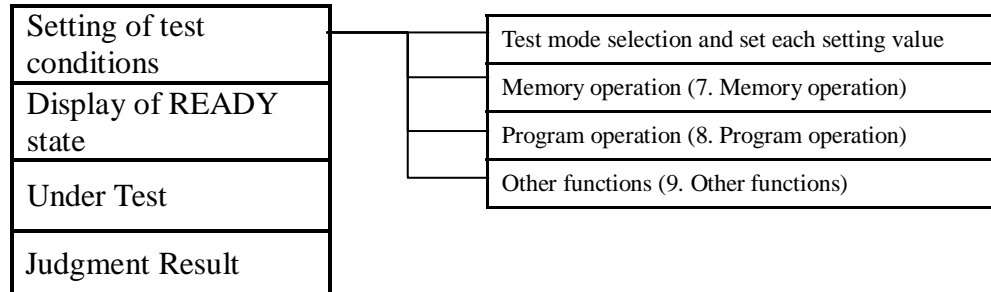 Setting of test
conditions
Display of READY
state
Under Test
Judgment Result
Test mode selection and set each setting value
Memory operation (7. Memory operation)
Program operation (8. Program operation)
Other functions (9. Other functions)